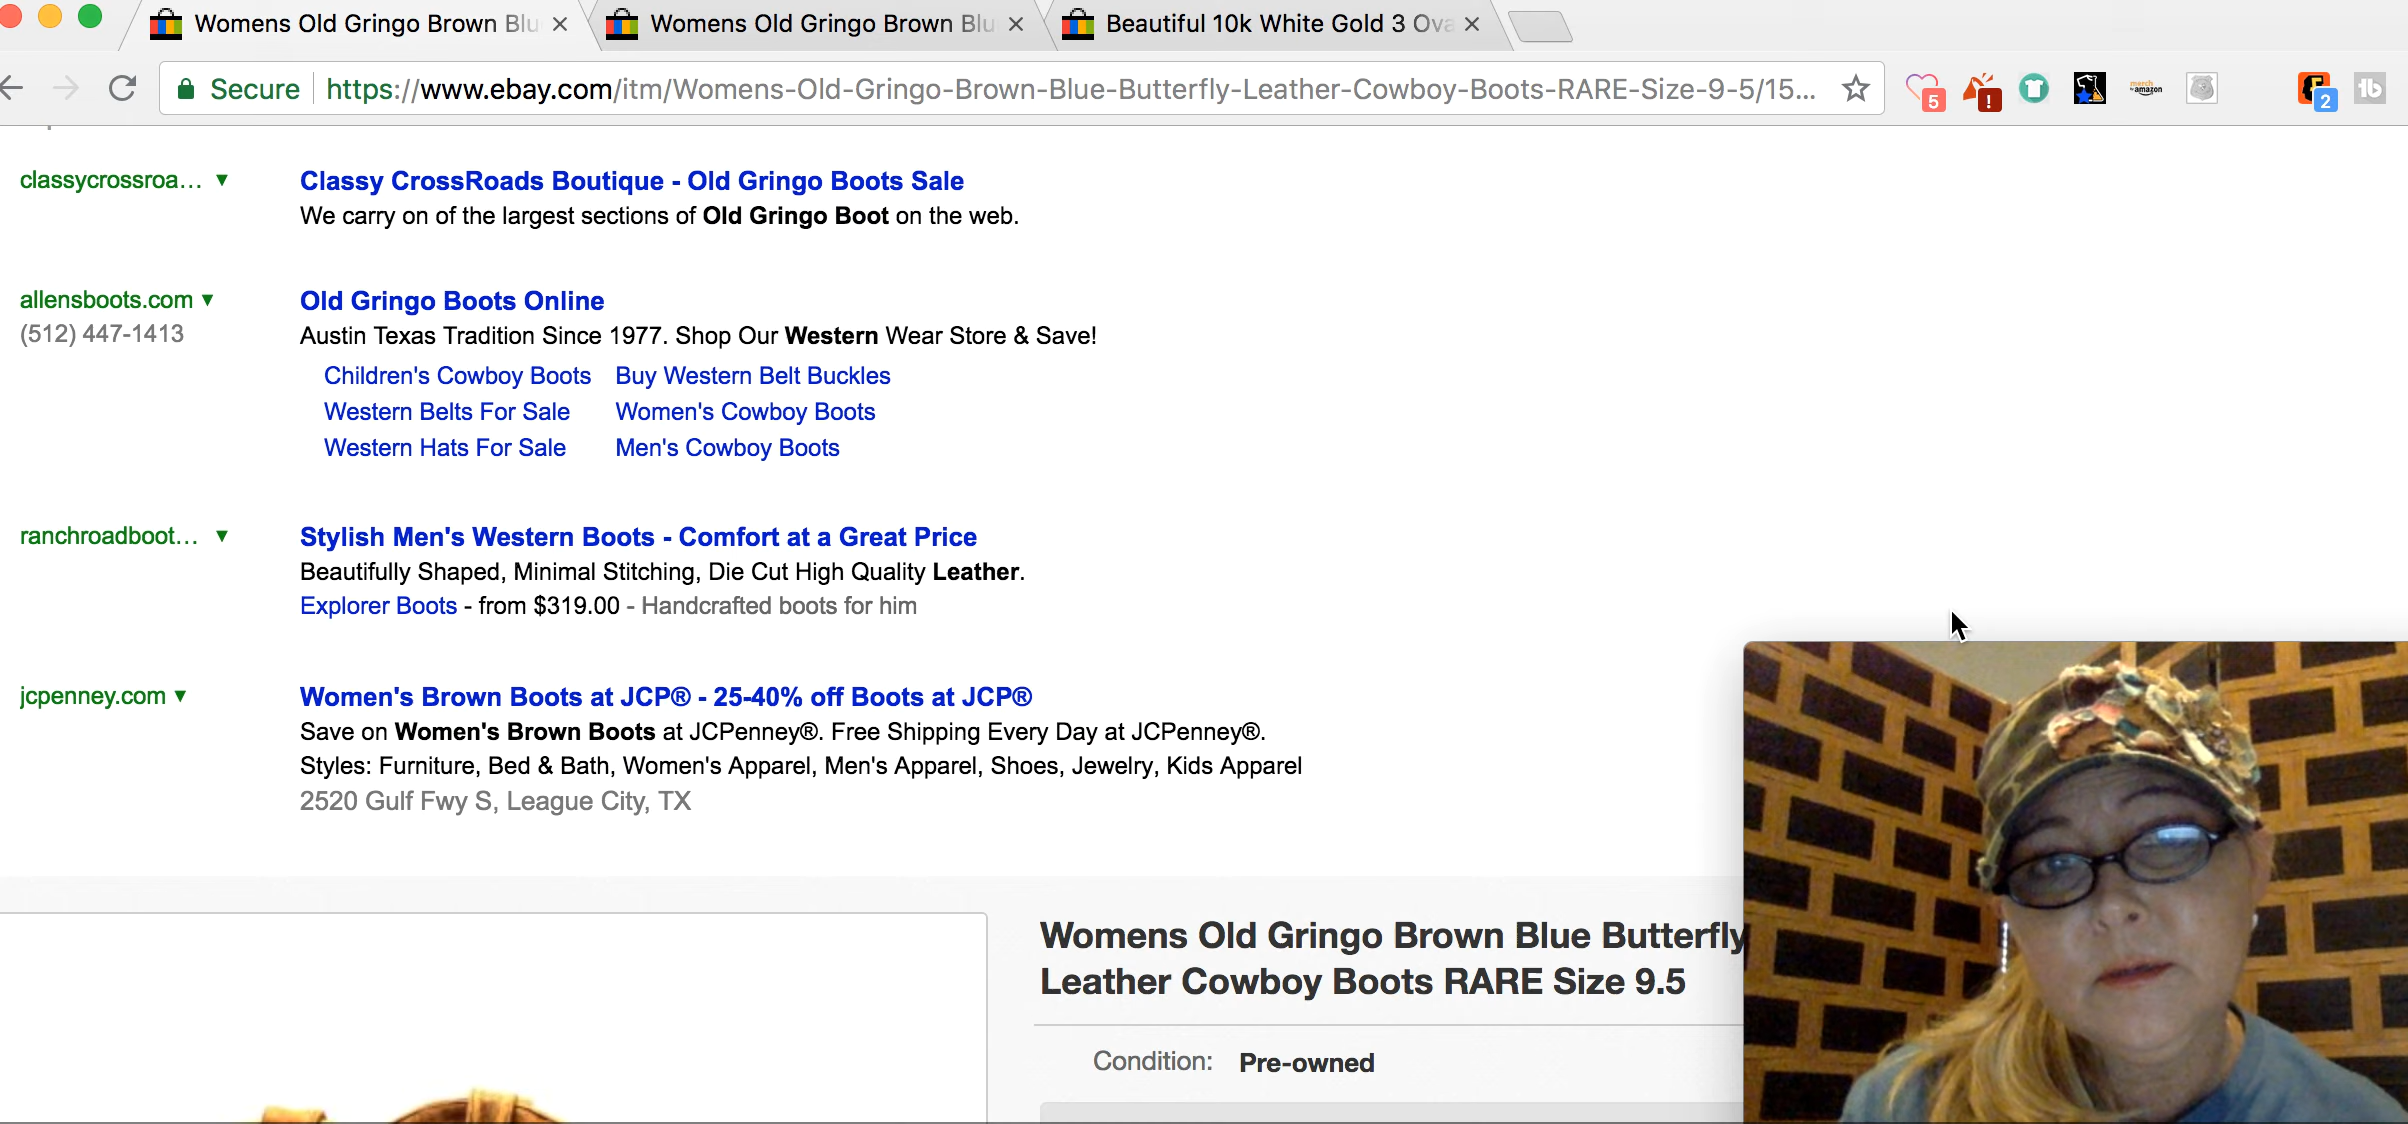 Womens Old Gringo Brown Blu
Womens Old Gringo Brown Blu
Beautiful 10k White Gold 3 Ova
Secure
https://www.ebay.com/itm/Womens-Old-Gringo-Brown-Blue-Butterfly-Leather-Cowboy-Boots-RARE-Size-9-5/15...
5
!
merch
by amazon
2
tb
classycrossroa... ▼
Classy CrossRoads Boutique - Old Gringo Boots Sale
We carry on of the largest sections of Old Gringo Boot on the web.
allensboots.com ▼
(512) 447-1413
Old Gringo Boots Online
Austin Texas Tradition Since 1977. Shop Our Western Wear Store & Save!
Children's Cowboy Boots Buy Western Belt Buckles
Western Belts For Sale Women's Cowboy Boots
Western Hats For Sale Men's Cowboy Boots
ranchroadboot... ▼
Stylish Men's Western Boots - Comfort at a Great Price
Beautifully Shaped, Minimal Stitching, Die Cut High Quality Leather.
Explorer Boots - from $319.00 - Handcrafted boots for him
jcpenney.com ▼
Women's Brown Boots at JCP® - 25-40% off Boots at JCP®
Save on Women's Brown Boots at JCPenney®. Free Shipping Every Day at JCPenney®.
Styles: Furniture, Bed & Bath, Women's Apparel, Men's Apparel, Shoes, Jewelry, Kids Apparel
2520 Gulf Fwy S, League City, TX
Womens Old Gringo Brown Blue Butterfly
Leather Cowboy Boots RARE Size 9.5
Condition: Pre-owned